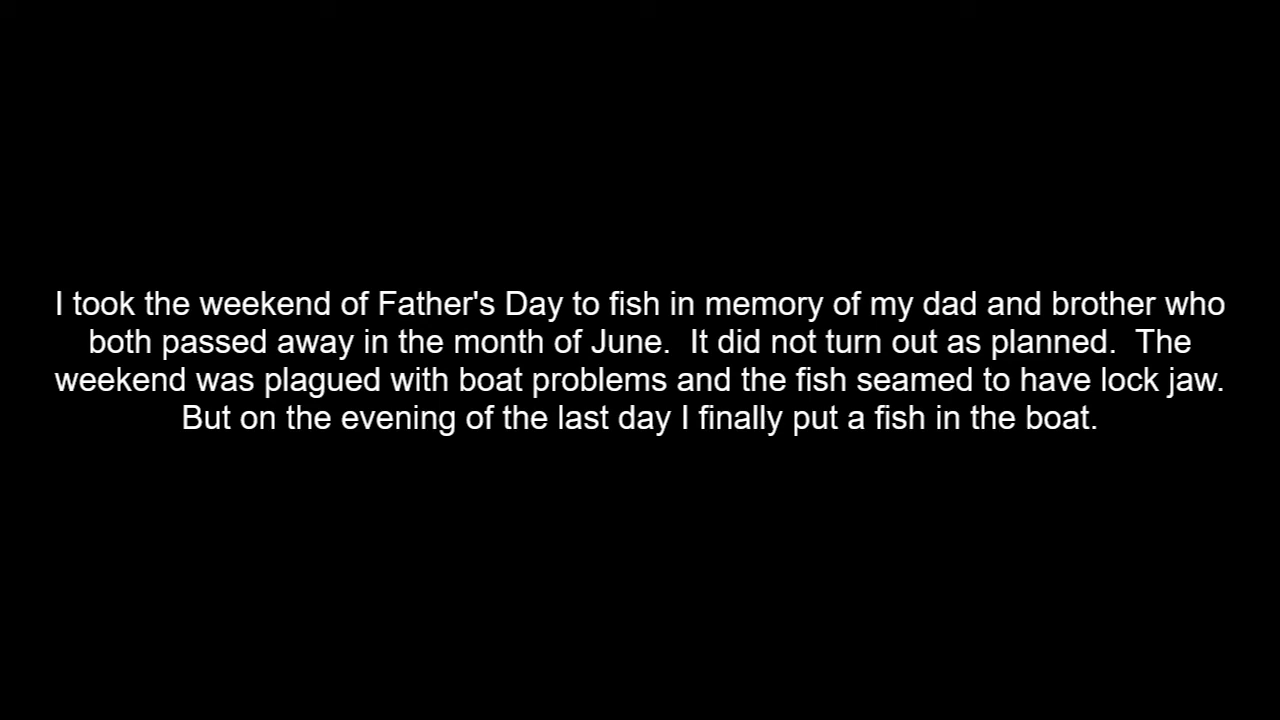 I took the weekend of Father's Day to fish in memory of my dad and brother who
both passed away in the month of June.  It did not turn out as planned.  The
weekend was plagued with boat problems and the fish seamed to have lock jaw.
But on the evening of the last day I finally put a fish in the boat.